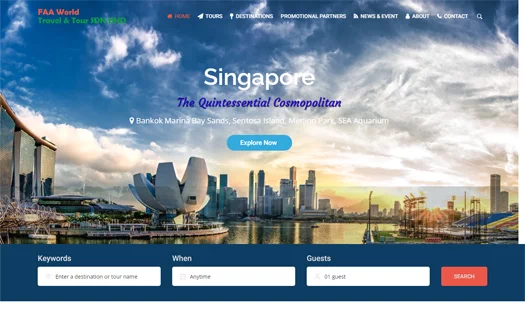 FAA World
Travel & Tour SDN BHD
HOME TOURS DESTINATIONS PROMOTIONAL PARTNERS NEWS & EVENT ABOUT CONTACT
Singapore
The Quintessential Cosmopolitan
Bankok Marina Bay Sands, Sentosa Island, Merlion Park, SEA Aquarium
Explore Now
Keywords When Guests
Enter a destination or tour name Anytime 01 guest SEARCH